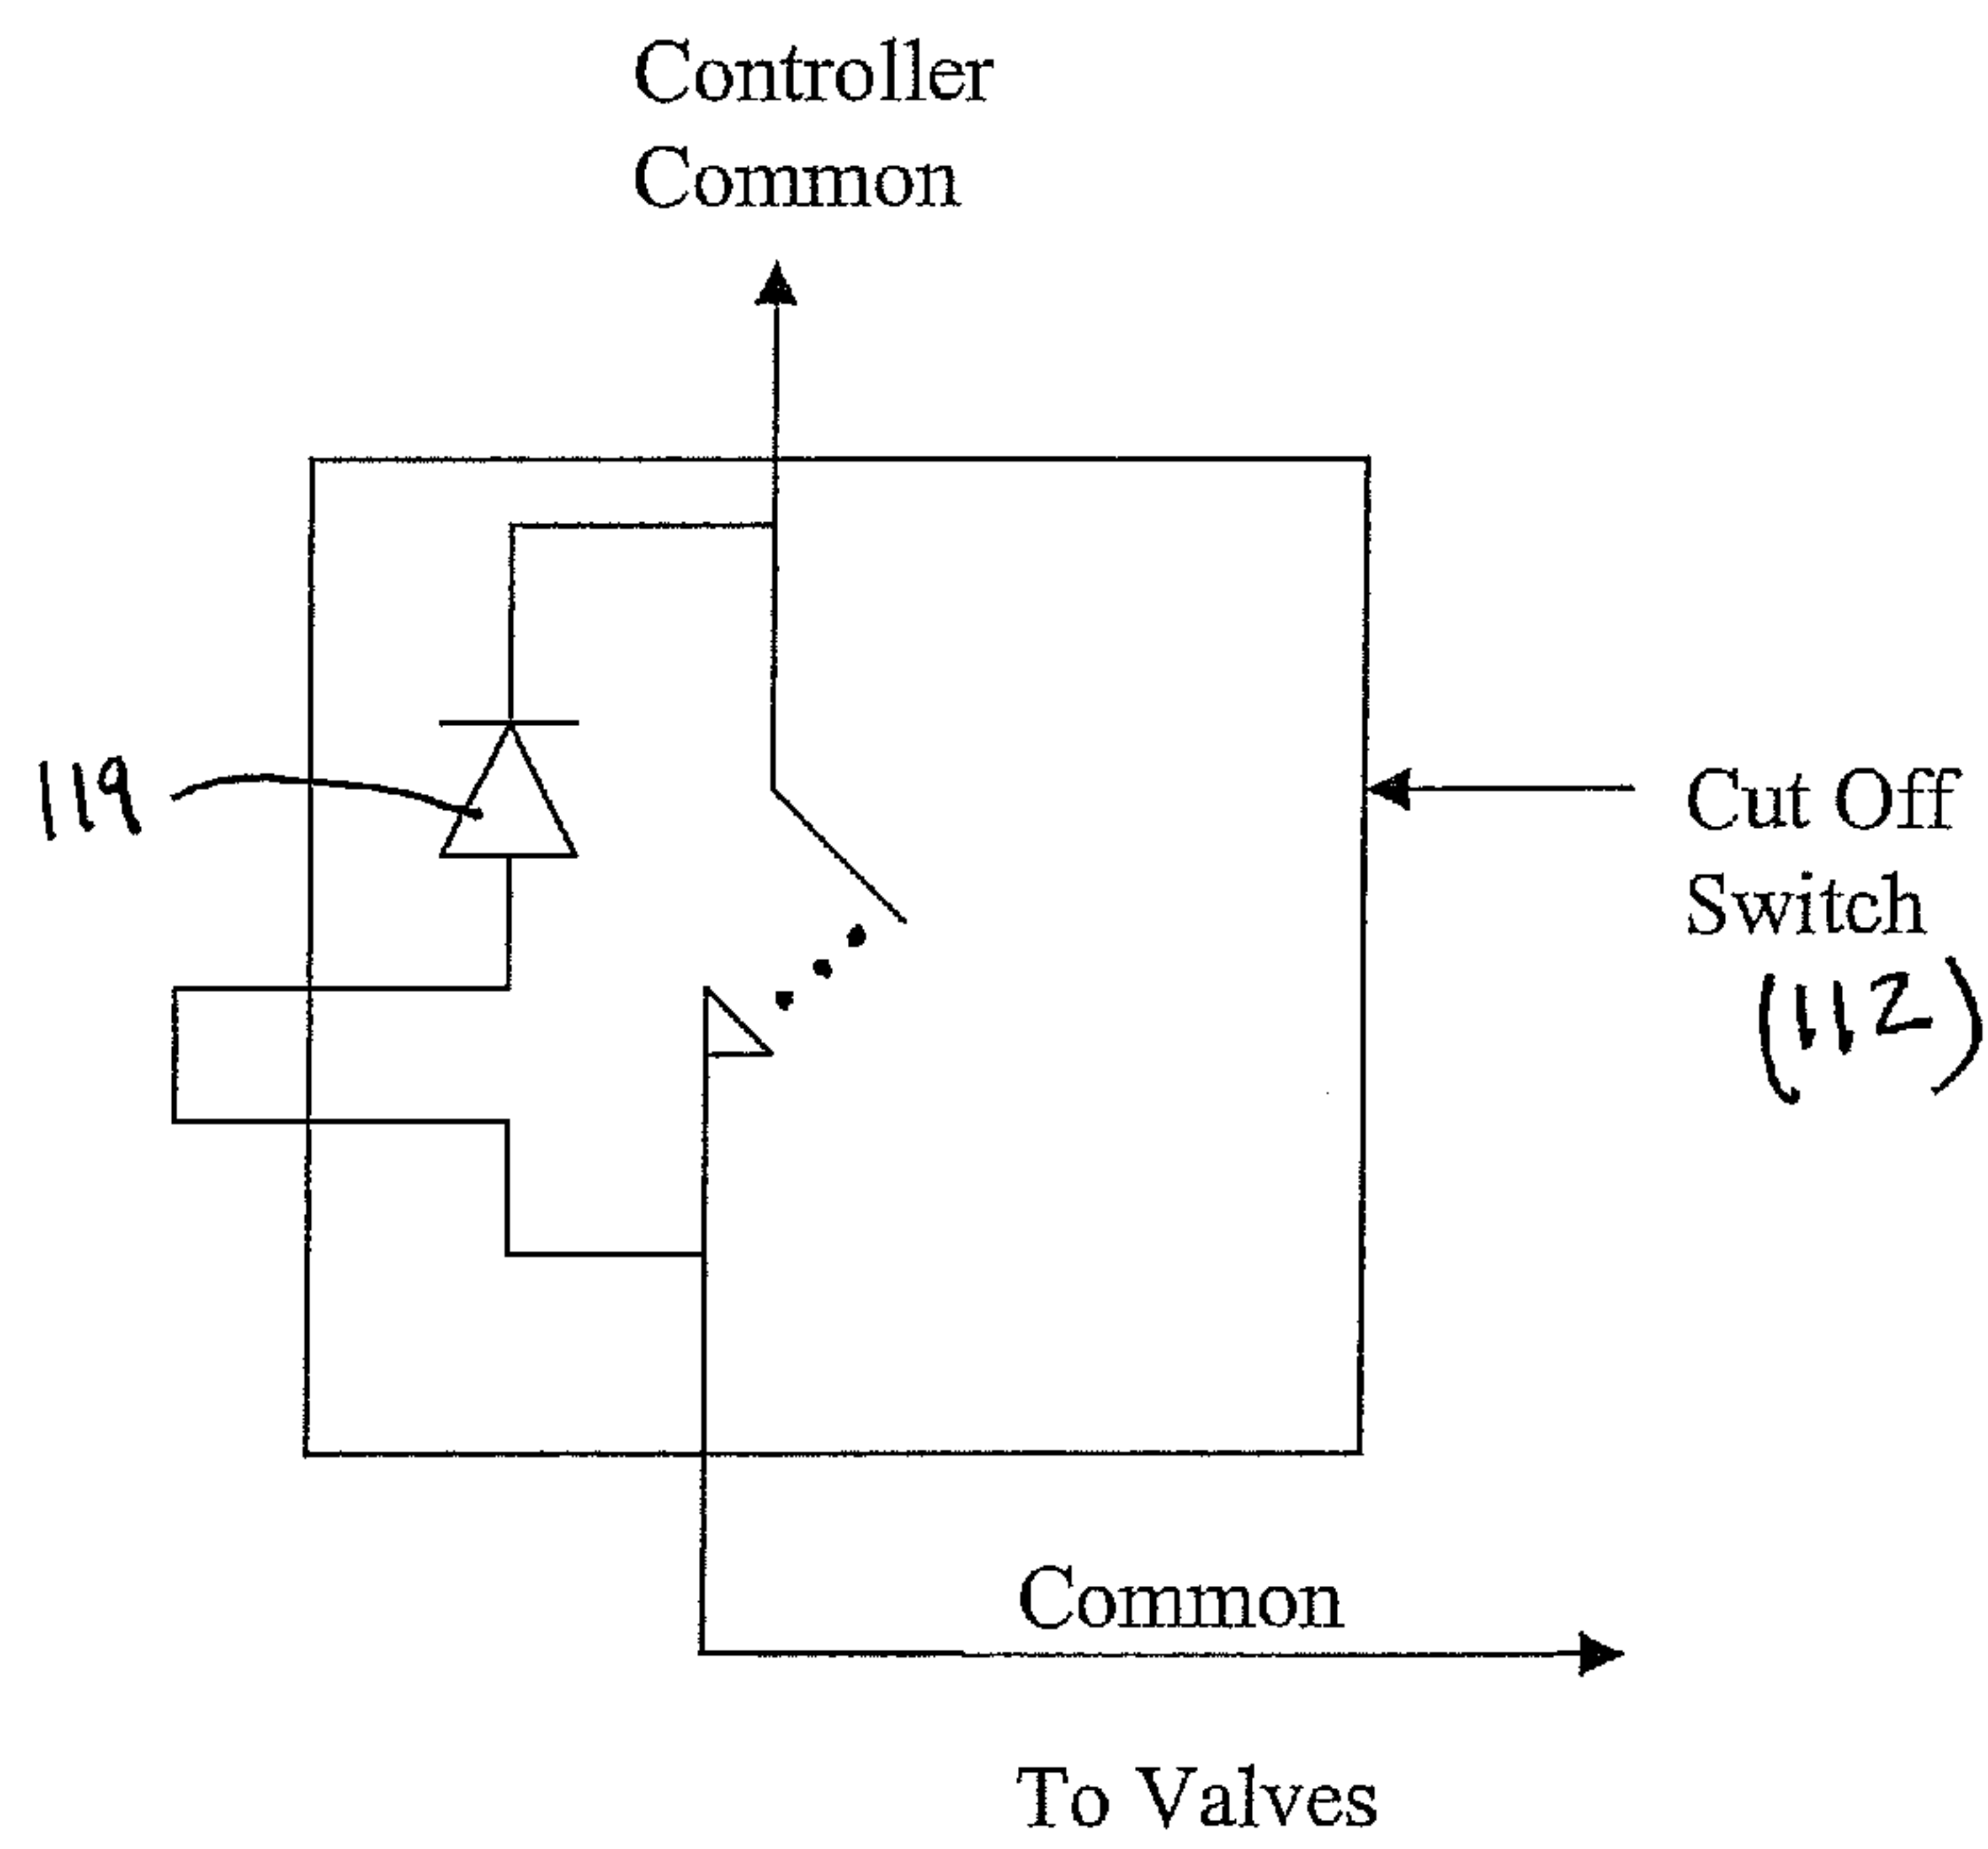 Controller
Common
119
Cut Off
Switch
(112)
Common
To Valves